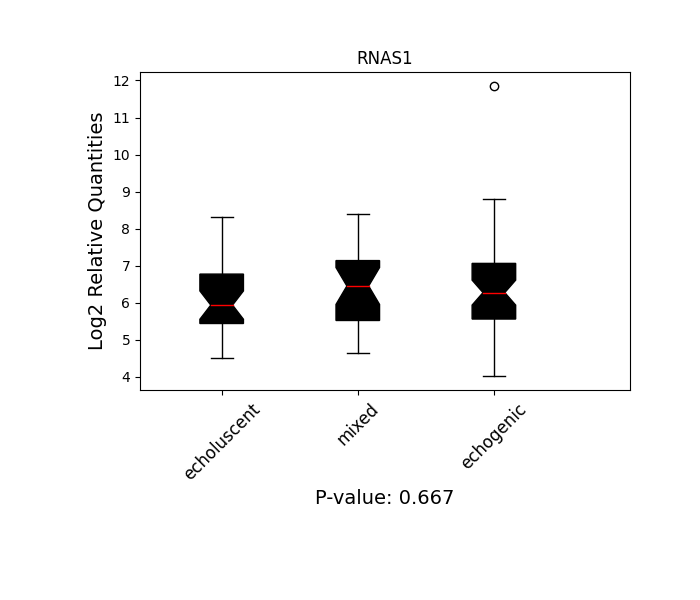 RNAS1
Log2 Relative Quantities
12
11
10
9
8
7
6
5
4
echoluscent
mixed
echogenic
P-value: 0.667